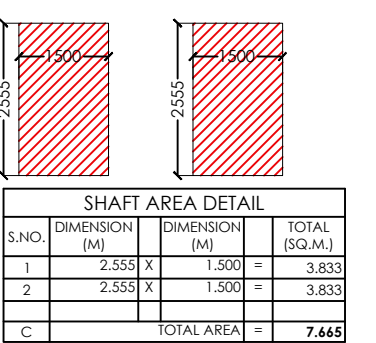 1500 1500
2555 2555
SHAFT AREA DETAIL
S.NO. DIMENSION (M) DIMENSION (M) TOTAL (SQ.M.)
1 2.555 X 1.500 = 3.833
2 2.555 X 1.500 = 3.833
C TOTAL AREA = 7.665